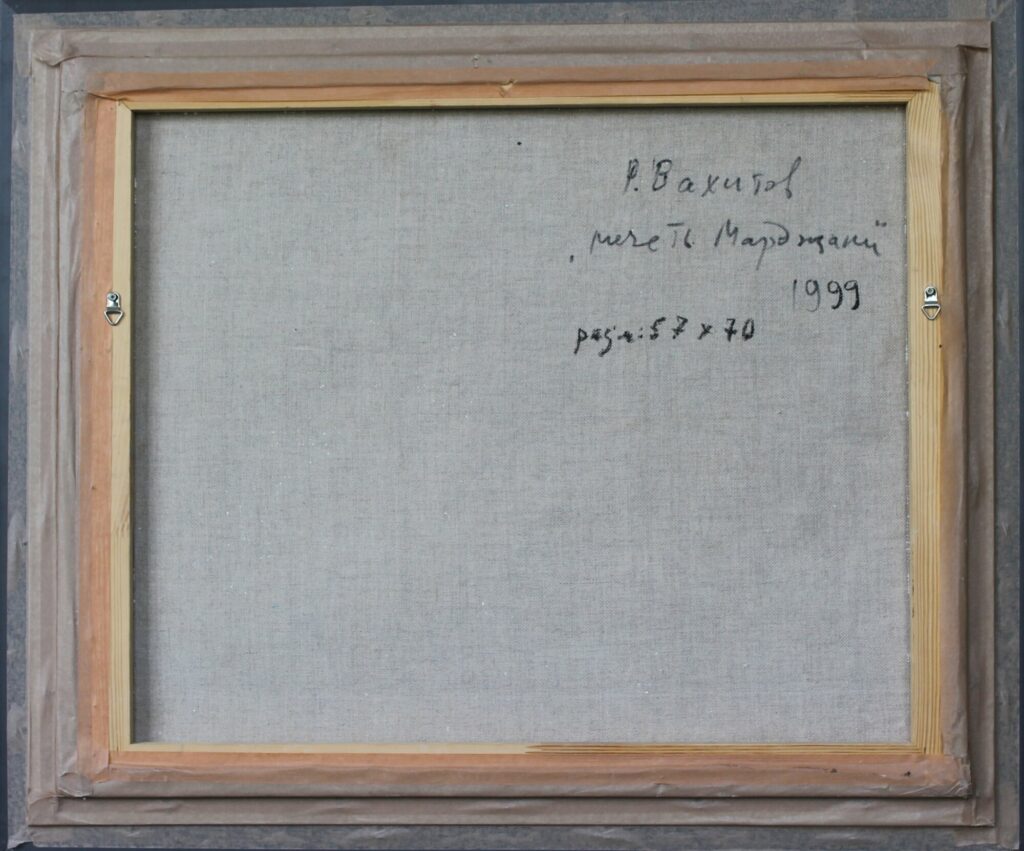 Р. Вахитов
„мечеть Марджани"
1999
разм: 57 х 70